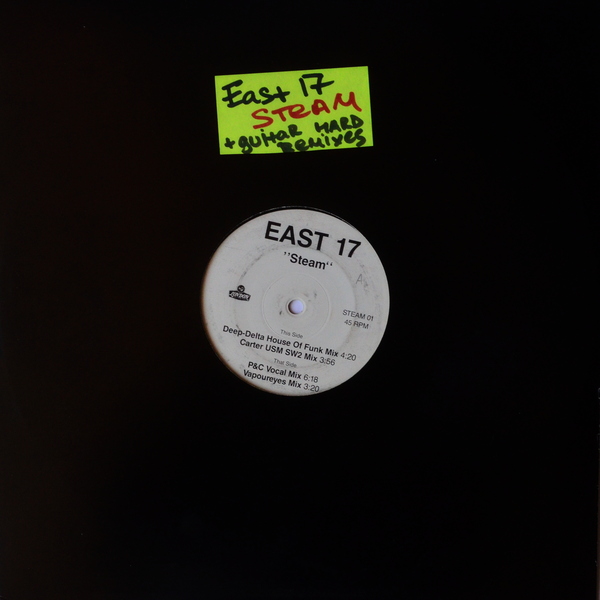 East 17
STEAM
+ guitar HARD
REMIXES
EAST 17
"Steam"
LONDON
STEAM 01
45 RPM
This Side
Deep-Delta House Of Funk Mix 4:20
Carter USM SW2 Mix 3:56
That Side
P&C Vocal Mix 6:18
Vapoureyes Mix 3:20